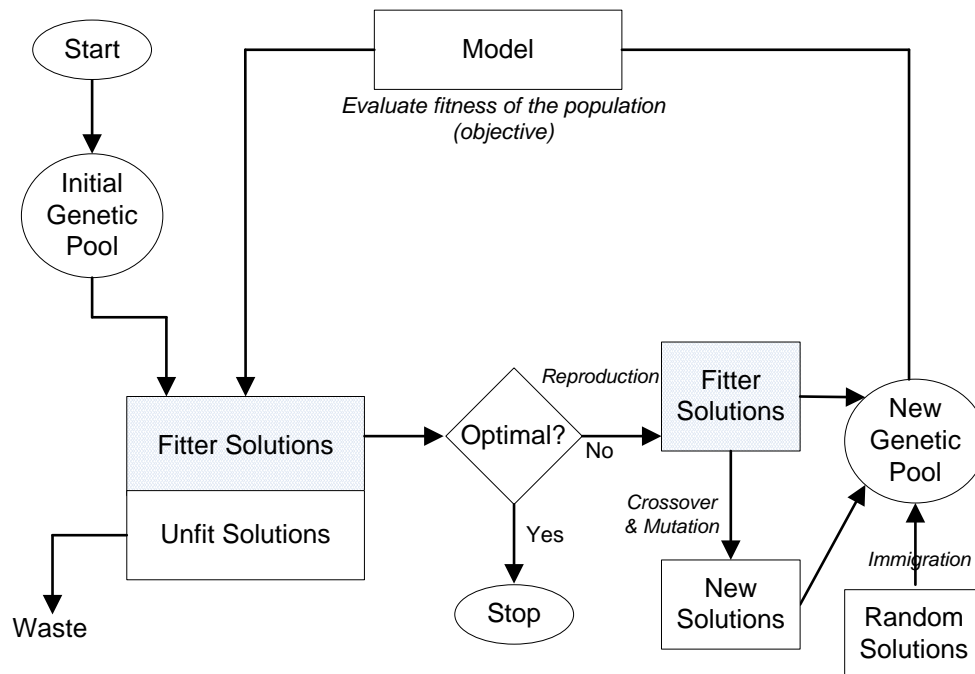 Start
Model
Evaluate fitness of the population
(objective)
Initial
Genetic
Pool
Fitter Solutions
Unfit Solutions
Waste
Optimal?
Yes
Stop
No
Reproduction
Fitter
Solutions
Crossover
& Mutation
New
Solutions
New
Genetic
Pool
Immigration
Random
Solutions